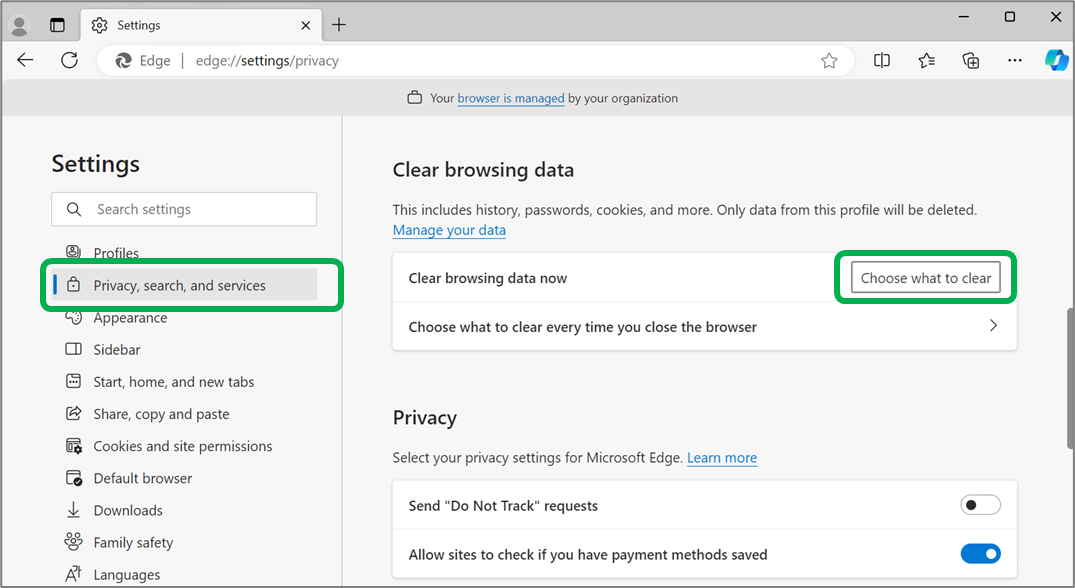 Settings
Edge | edge://settings/privacy
Your browser is managed by your organization
Settings
Search settings
Profiles
Privacy, search, and services
Appearance
Sidebar
Start, home, and new tabs
Share, copy and paste
Cookies and site permissions
Default browser
Downloads
Family safety
Languages
Clear browsing data
This includes history, passwords, cookies, and more. Only data from this profile will be deleted.
Manage your data
Clear browsing data now
Choose what to clear
Choose what to clear every time you close the browser
Privacy
Select your privacy settings for Microsoft Edge. Learn more
Send "Do Not Track" requests
Allow sites to check if you have payment methods saved